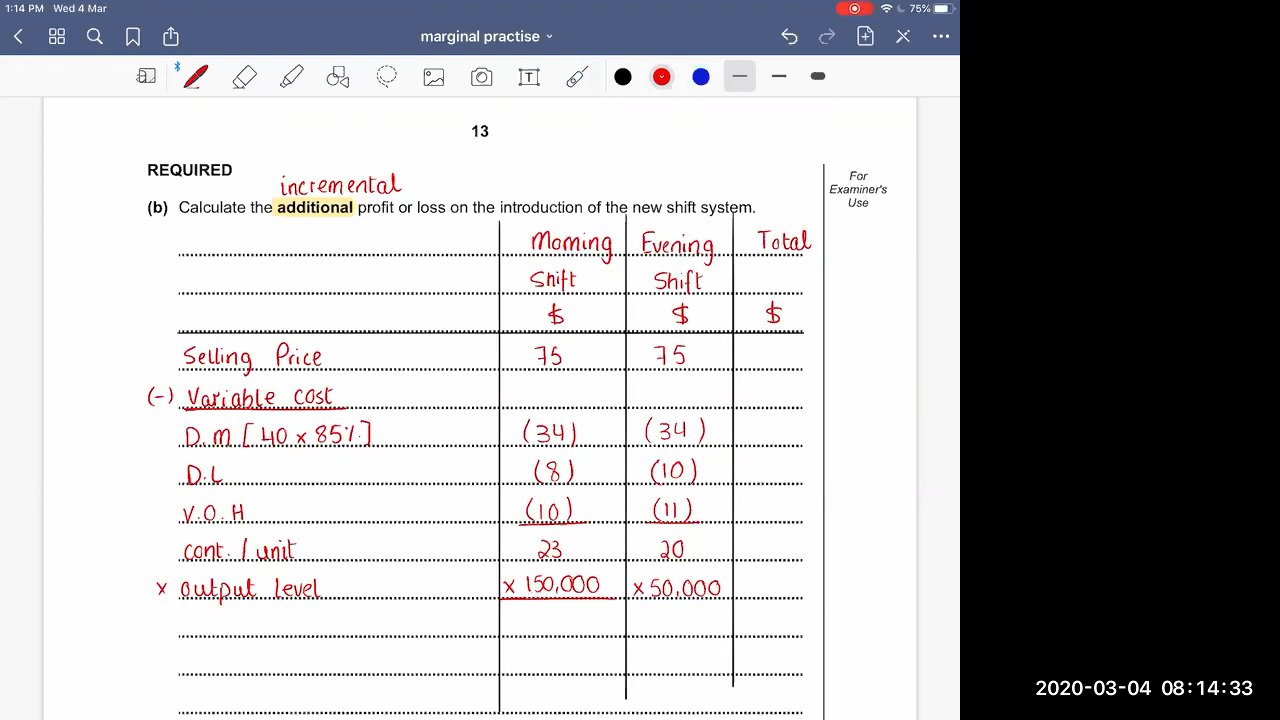 1:14 PM Wed 4 Mar
75%
marginal practise
13
REQUIRED
For
Examiner's
Use
incremental
(b) Calculate the additional profit or loss on the introduction of the new shift system.
Morning Evening Total
Shift Shift
$ $ $
Selling Price 75 75
(-) Variable cost
D.M [40 x 85%] (34) (34)
D.L (8) (10)
V.O.H (10) (11)
cont. / unit 23 20
x output level x 150,000 x 50,000
2020-03-04 08:14:33